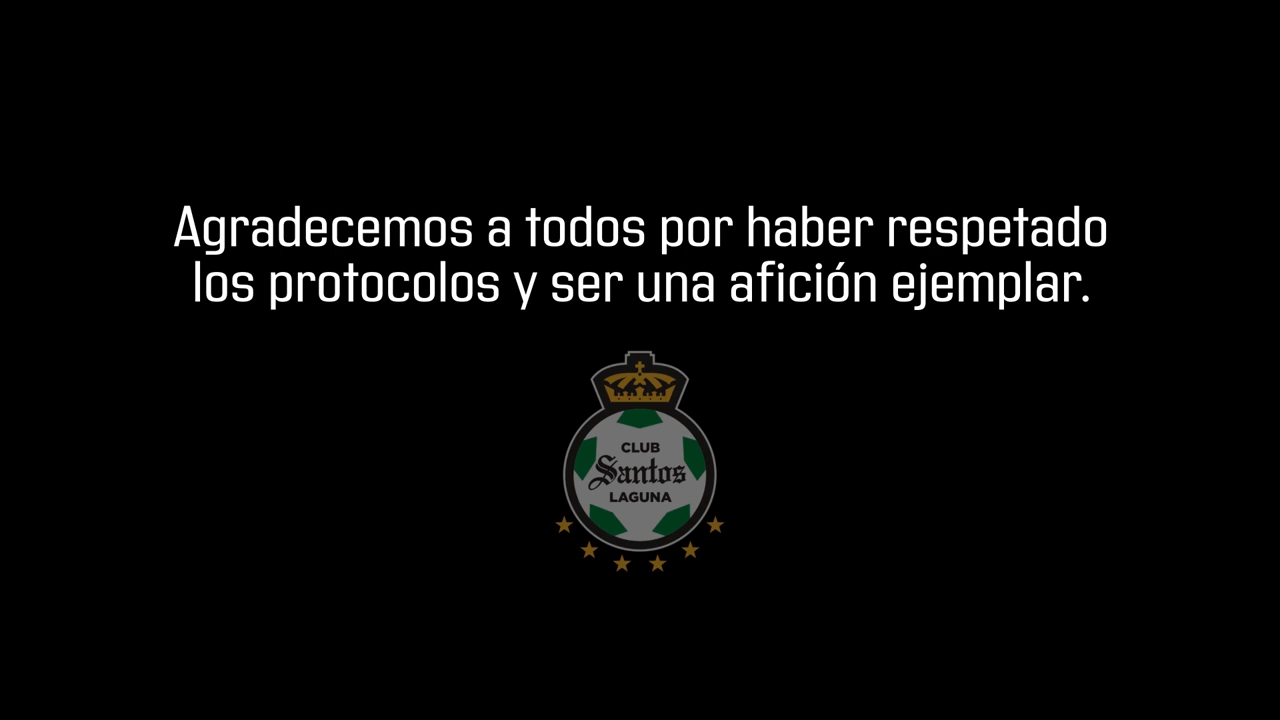 Agradecemos a todos por haber respetado
los protocolos y ser una afición ejemplar.
CLUB
Santos
LAGUNA